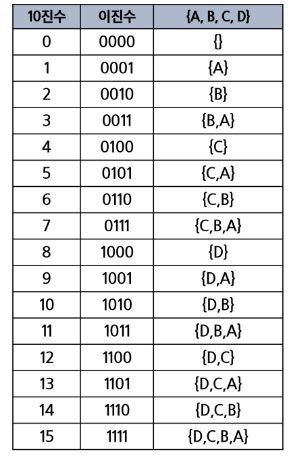 10진수 이진수 {A, B, C, D}
0 0000 {}
1 0001 {A}
2 0010 {B}
3 0011 {B,A}
4 0100 {C}
5 0101 {C,A}
6 0110 {C,B}
7 0111 {C,B,A}
8 1000 {D}
9 1001 {D,A}
10 1010 {D,B}
11 1011 {D,B,A}
12 1100 {D,C}
13 1101 {D,C,A}
14 1110 {D,C,B}
15 1111 {D,C,B,A}